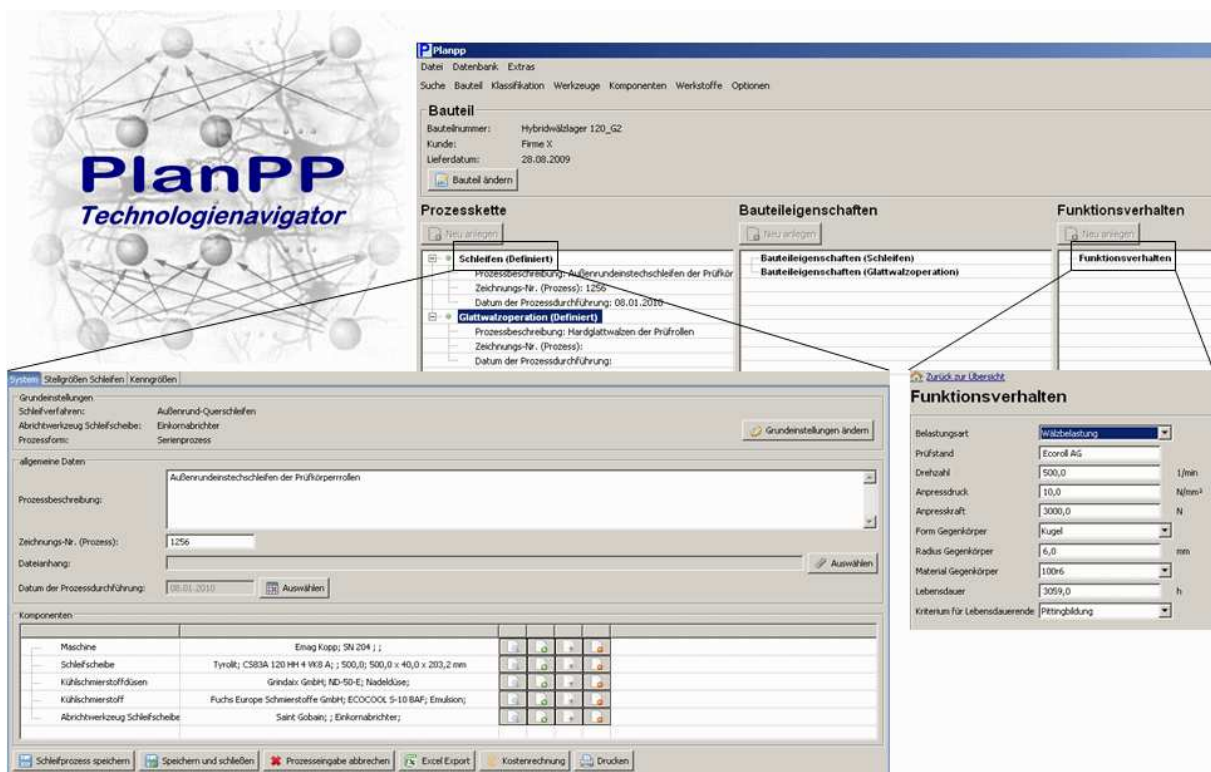 PlanPP
Technologienavigator
Planpp
Datei Datenbank Extras
Suche Bauteil Klassifikation Werkzeuge Komponenten Werkstoffe Optionen
Bauteil
Bauteilnummer: Hybridwälzlager 120_G2
Kunde: Firme X
Lieferdatum: 28.08.2009
Bauteil ändern
Prozesskette
Neu anlegen
Schleifen (Definiert)
Prozessbeschreibung: Außenrundeinstechschleifen der Prüfkör
Zeichnungs-Nr. (Prozess): 1256
Datum der Prozessdurchführung: 08.01.2010
Glattwalzoperation (Definiert)
Prozessbeschreibung: Hardglattwalzen der Prüfrollen
Zeichnungs-Nr. (Prozess):
Datum der Prozessdurchführung:
Bauteileigenschaften
Neu anlegen
Bauteileigenschaften (Schleifen)
Bauteileigenschaften (Glattwalzoperation)
Funktionsverhalten
Neu anlegen
Funktionsverhalten
System Stellgrößen Schleifen Kenngrößen
Grundeinstellungen
Schleifverfahren: Außenrund-Querschleifen
Abrichtwerkzeug Schleifscheibe: Einkornabrichter
Prozessform: Serienprozess
Grundeinstellungen ändern
allgemeine Daten
Prozessbeschreibung: Außenrundeinstechschleifen der Prüfkörperrrollen
Zeichnungs-Nr. (Prozess): 1256
Dateianhang: Auswählen
Datum der Prozessdurchführung: 08.01.2010 Auswählen
Komponenten
Maschine Emag Kopp; SN 204 ; ;
Schleifscheibe Tyrolit; CS83A 120 HH 4 VK8 A; ; 500,0; 500,0 x 40,0 x 203,2 mm
Kühlschmierstoffdüsen Grindaix GmbH; ND-50-E; Nadeldüse;
Kühlschmierstoff Fuchs Europe Schmierstoffe GmbH; ECOCOOL S-10 BAF; Emulsion;
Abrichtwerkzeug Schleifscheibe Saint Gobain; ; Einkornabrichter;
Schleifprozess speichern Speichern und schließen Prozesseingabe abbrechen Excel Export Kostenrechnung Drucken
Zurück zur Übersicht
Funktionsverhalten
Belastungsart Wälzbelastung
Prüfstand Ecoroll AG
Drehzahl 500,0 1/min
Anpressdruck 10,0 N/mm²
Anpresskraft 3000,0 N
Form Gegenkörper Kugel
Radius Gegenkörper 6,0 mm
Material Gegenkörper 100r6
Lebensdauer 3059,0 h
Kriterium für Lebensdauerende Pittingbildung